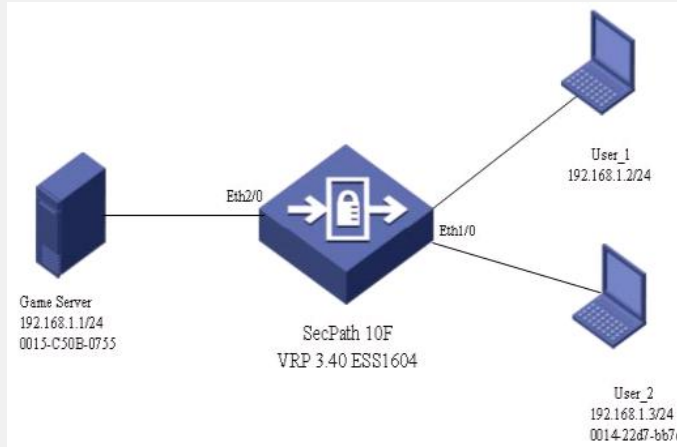 User_1
192.168.1.2/24
Eth2/0
Eth1/0
Game Server
192.168.1.1/24
0015-C50B-0755
SecPath 10F
VRP 3.40 ESS1604
User_2
192.168.1.3/24